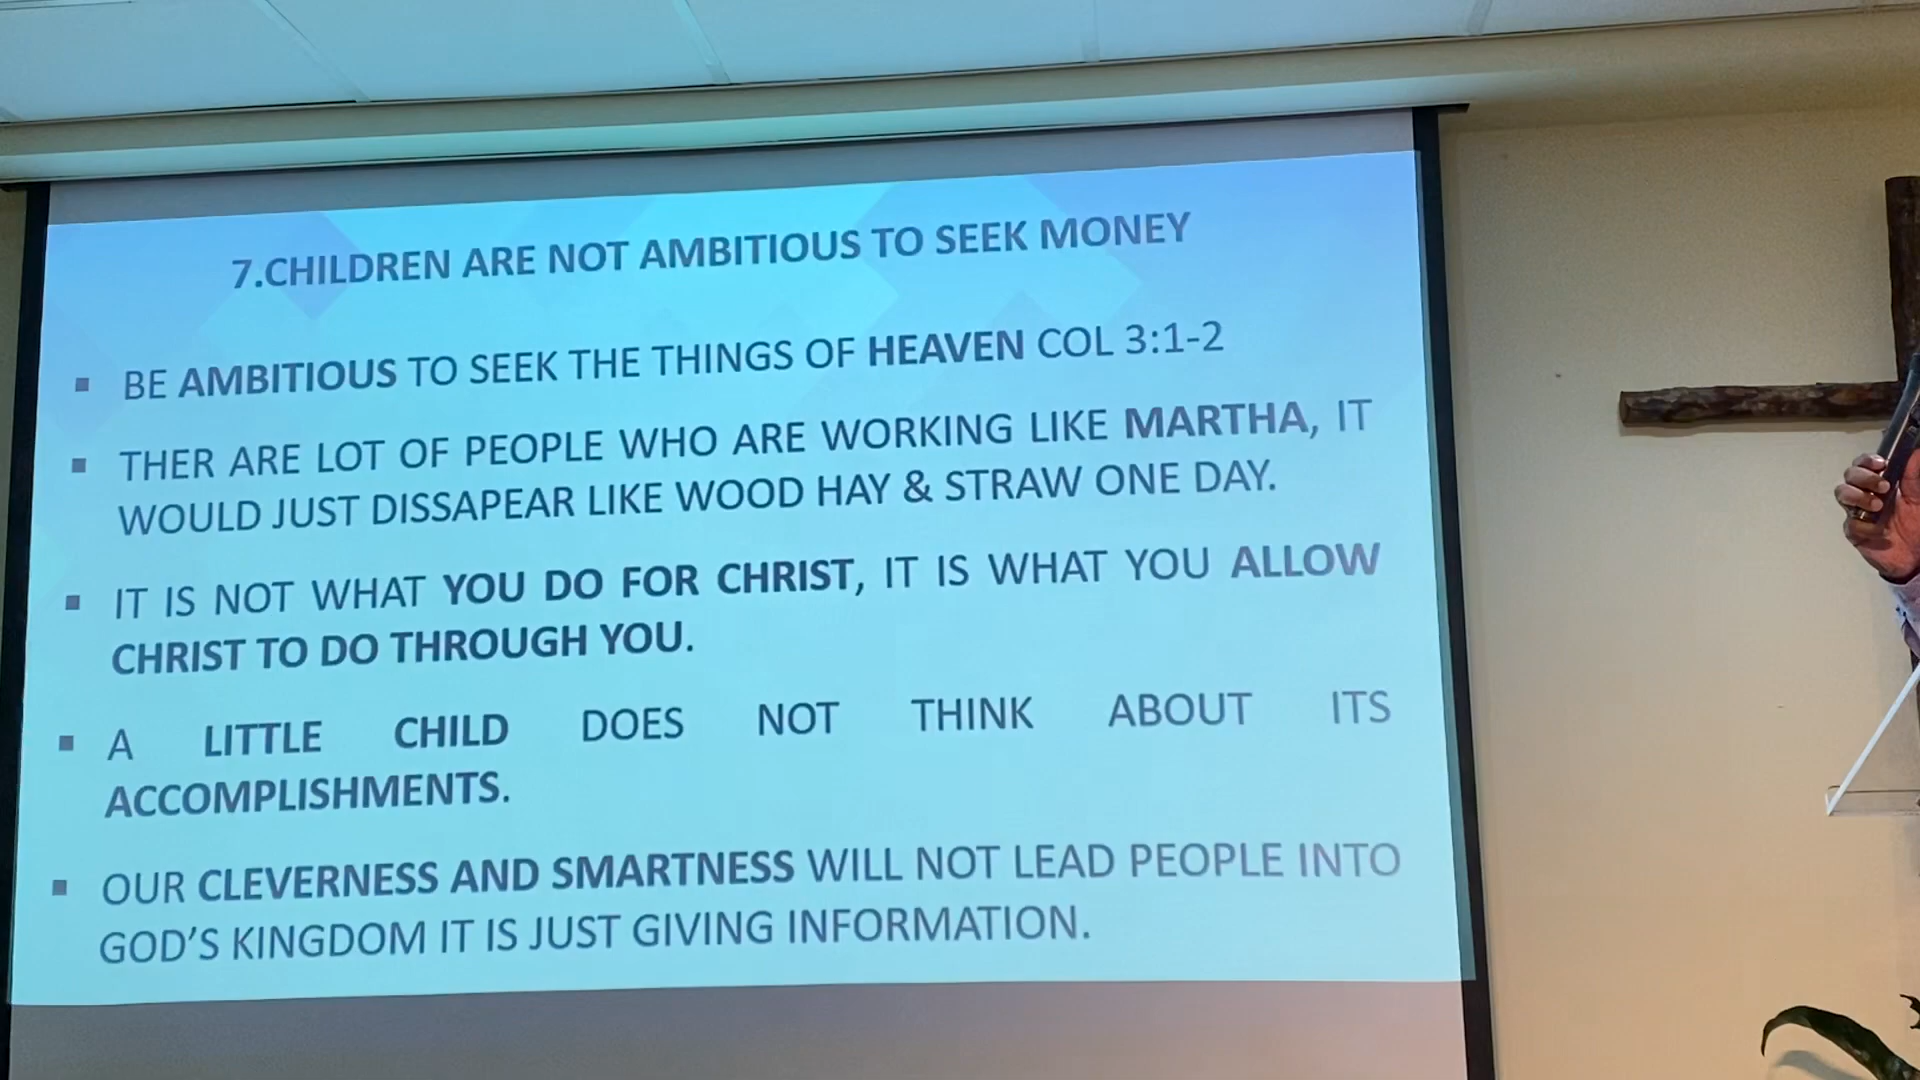 7.CHILDREN ARE NOT AMBITIOUS TO SEEK MONEY
▪ BE AMBITIOUS TO SEEK THE THINGS OF HEAVEN COL 3:1-2
▪ THER ARE LOT OF PEOPLE WHO ARE WORKING LIKE MARTHA, IT
WOULD JUST DISSAPEAR LIKE WOOD HAY & STRAW ONE DAY.
▪ IT IS NOT WHAT YOU DO FOR CHRIST, IT IS WHAT YOU ALLOW
CHRIST TO DO THROUGH YOU.
▪ A LITTLE CHILD DOES NOT THINK ABOUT ITS
ACCOMPLISHMENTS.
▪ OUR CLEVERNESS AND SMARTNESS WILL NOT LEAD PEOPLE INTO
GOD'S KINGDOM IT IS JUST GIVING INFORMATION.